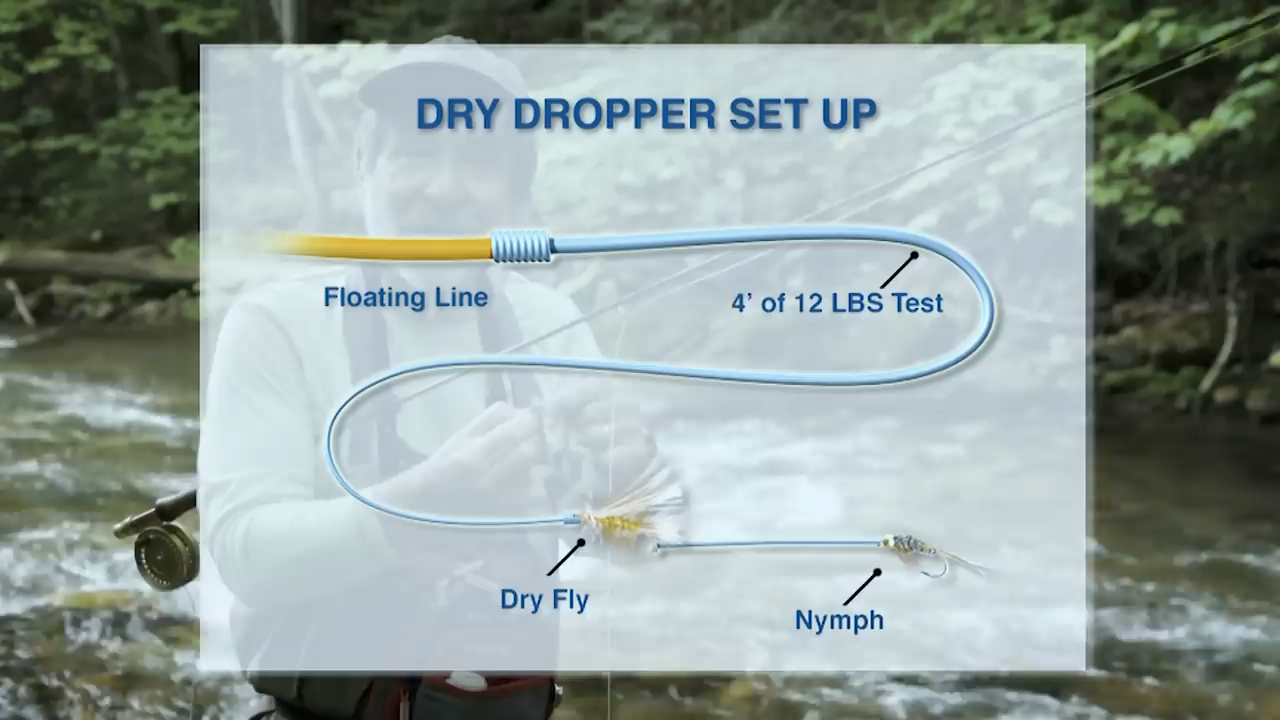 DRY DROPPER SET UP
Floating Line
4’ of 12 LBS Test
Dry Fly
Nymph